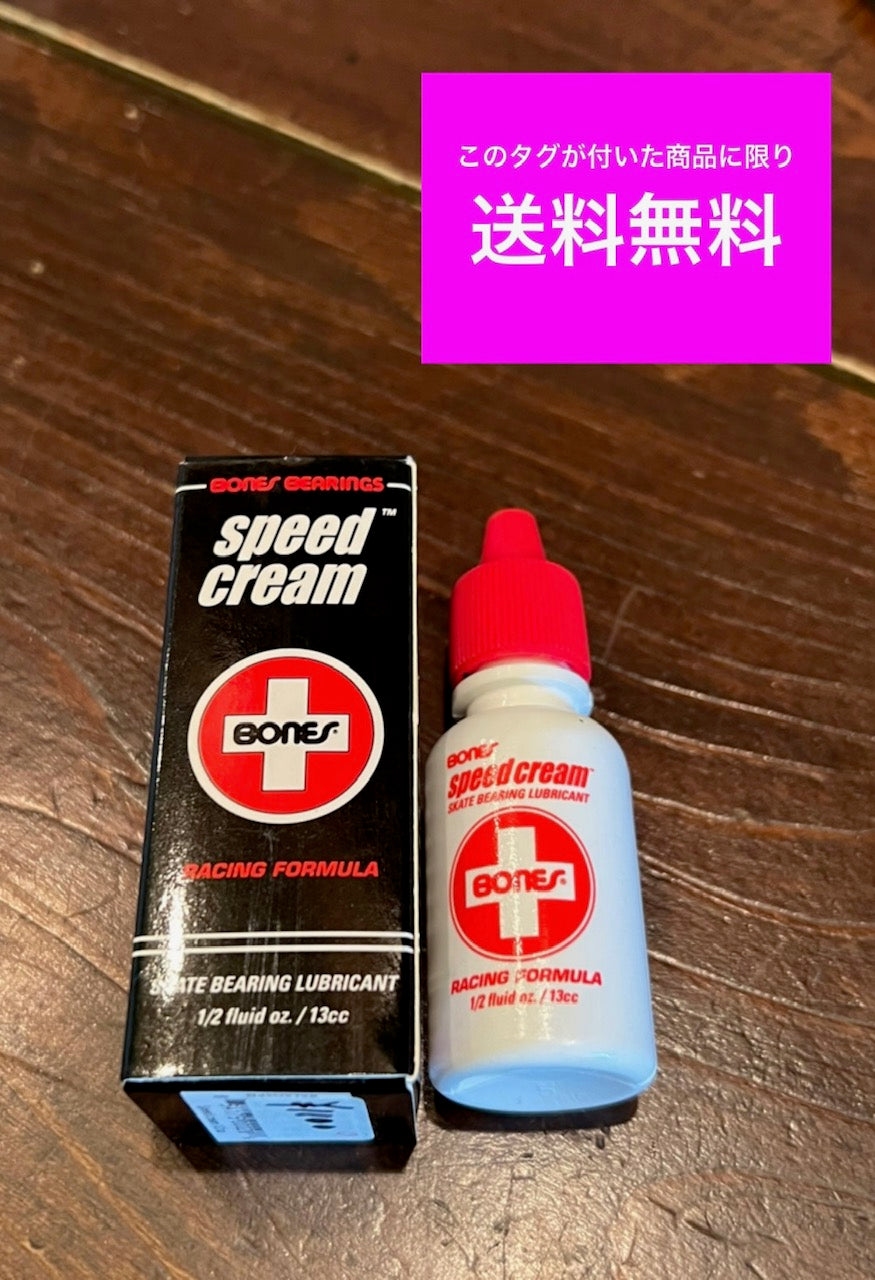 このタグが付いた商品に限り
送料無料
BONES BEARINGS
speed™
cream
BONES
RACING FORMULA
SKATE BEARING LUBRICANT
1/2 fluid oz. / 13cc
BONES
speed cream™
SKATE BEARING LUBRICANT
BONES®
RACING FORMULA
1/2 fluid oz. / 13cc